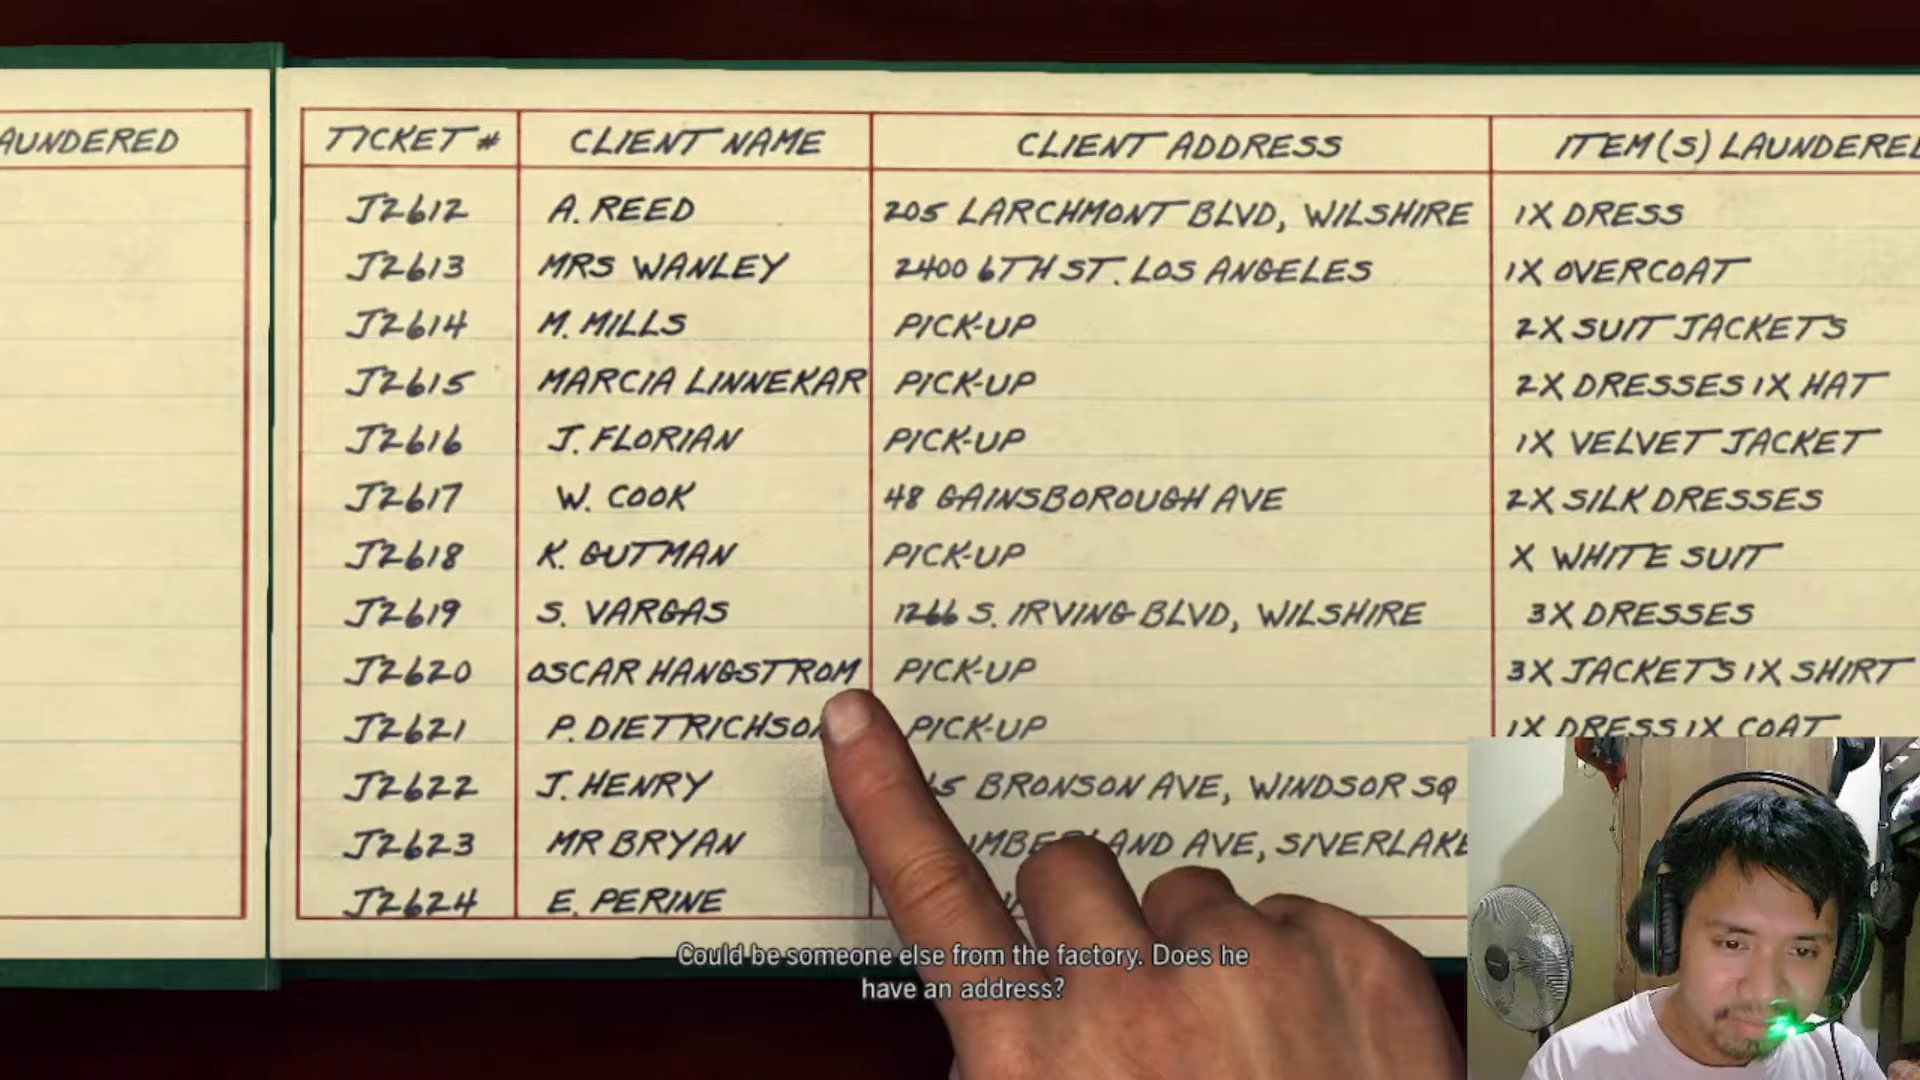 AUNDERED
TICKET # CLIENT NAME CLIENT ADDRESS ITEM(S) LAUNDERED
J2612 A. REED 205 LARCHMONT BLVD, WILSHIRE 1X DRESS
J2613 MRS WANLEY 2400 6TH ST. LOS ANGELES 1X OVERCOAT
J2614 M. MILLS PICK-UP 2X SUIT JACKETS
J2615 MARCIA LINNEKAR PICK-UP 2X DRESSES 1X HAT
J2616 J. FLORIAN PICK-UP 1X VELVET JACKET
J2617 W. COOK 48 GAINSBOROUGH AVE 2X SILK DRESSES
J2618 K. GUTMAN PICK-UP X WHITE SUIT
J2619 S. VARGAS 1266 S. IRVING BLVD, WILSHIRE 3X DRESSES
J2620 OSCAR HANGSTROM PICK-UP 3X JACKETS 1X SHIRT
J2621 P. DIETRICHSON PICK-UP 1X DRESS 1X COAT
J2622 J. HENRY BRONSON AVE, WINDSOR SQ
J2623 MR BRYAN AND AVE, SIVERLAKE
J2624 E. PERINE
Could be someone else from the factory. Does he
have an address?